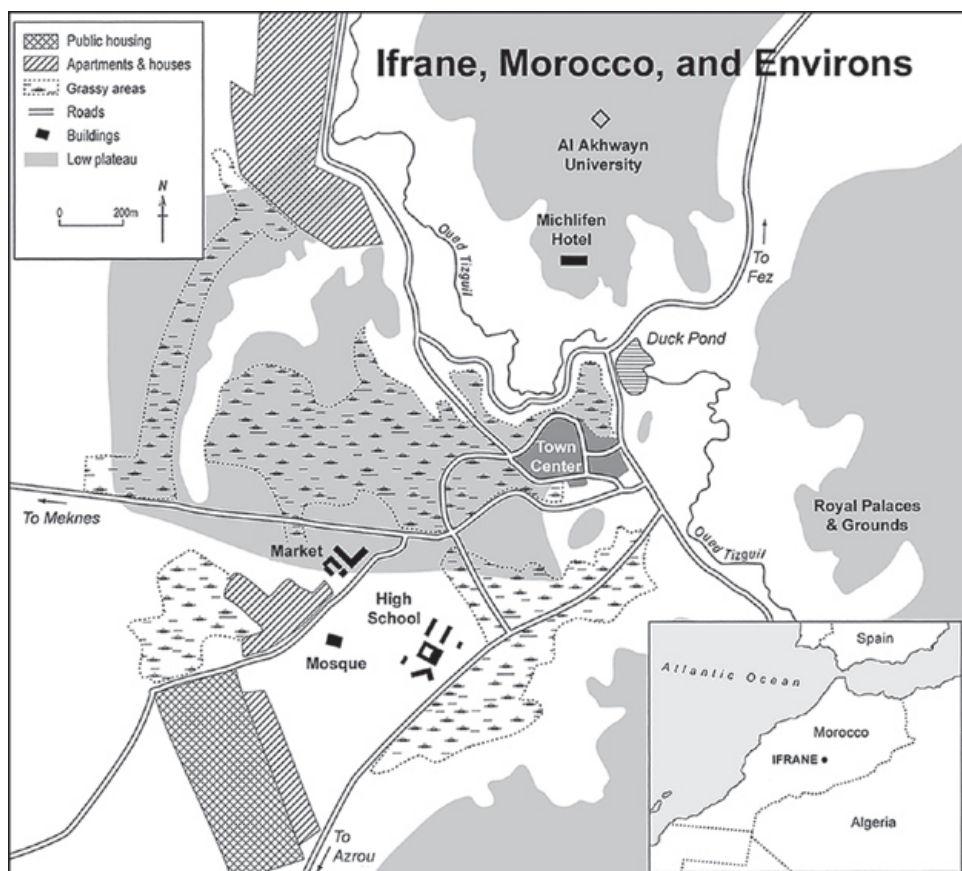 Public housing
Apartments & houses
Grassy areas
Roads
Buildings
Low plateau
0
200m
N
Ifrane, Morocco, and Environs
Al Akhwayn
University
Michlifen
Hotel
Oued Tizguil
To
Fez
Duck Pond
Town
Center
To Meknes
Royal Palaces
& Grounds
Market
Oued Tizguil
High
School
Mosque
To
Azrou
Spain
Atlantic Ocean
Morocco
IFRANE
Algeria